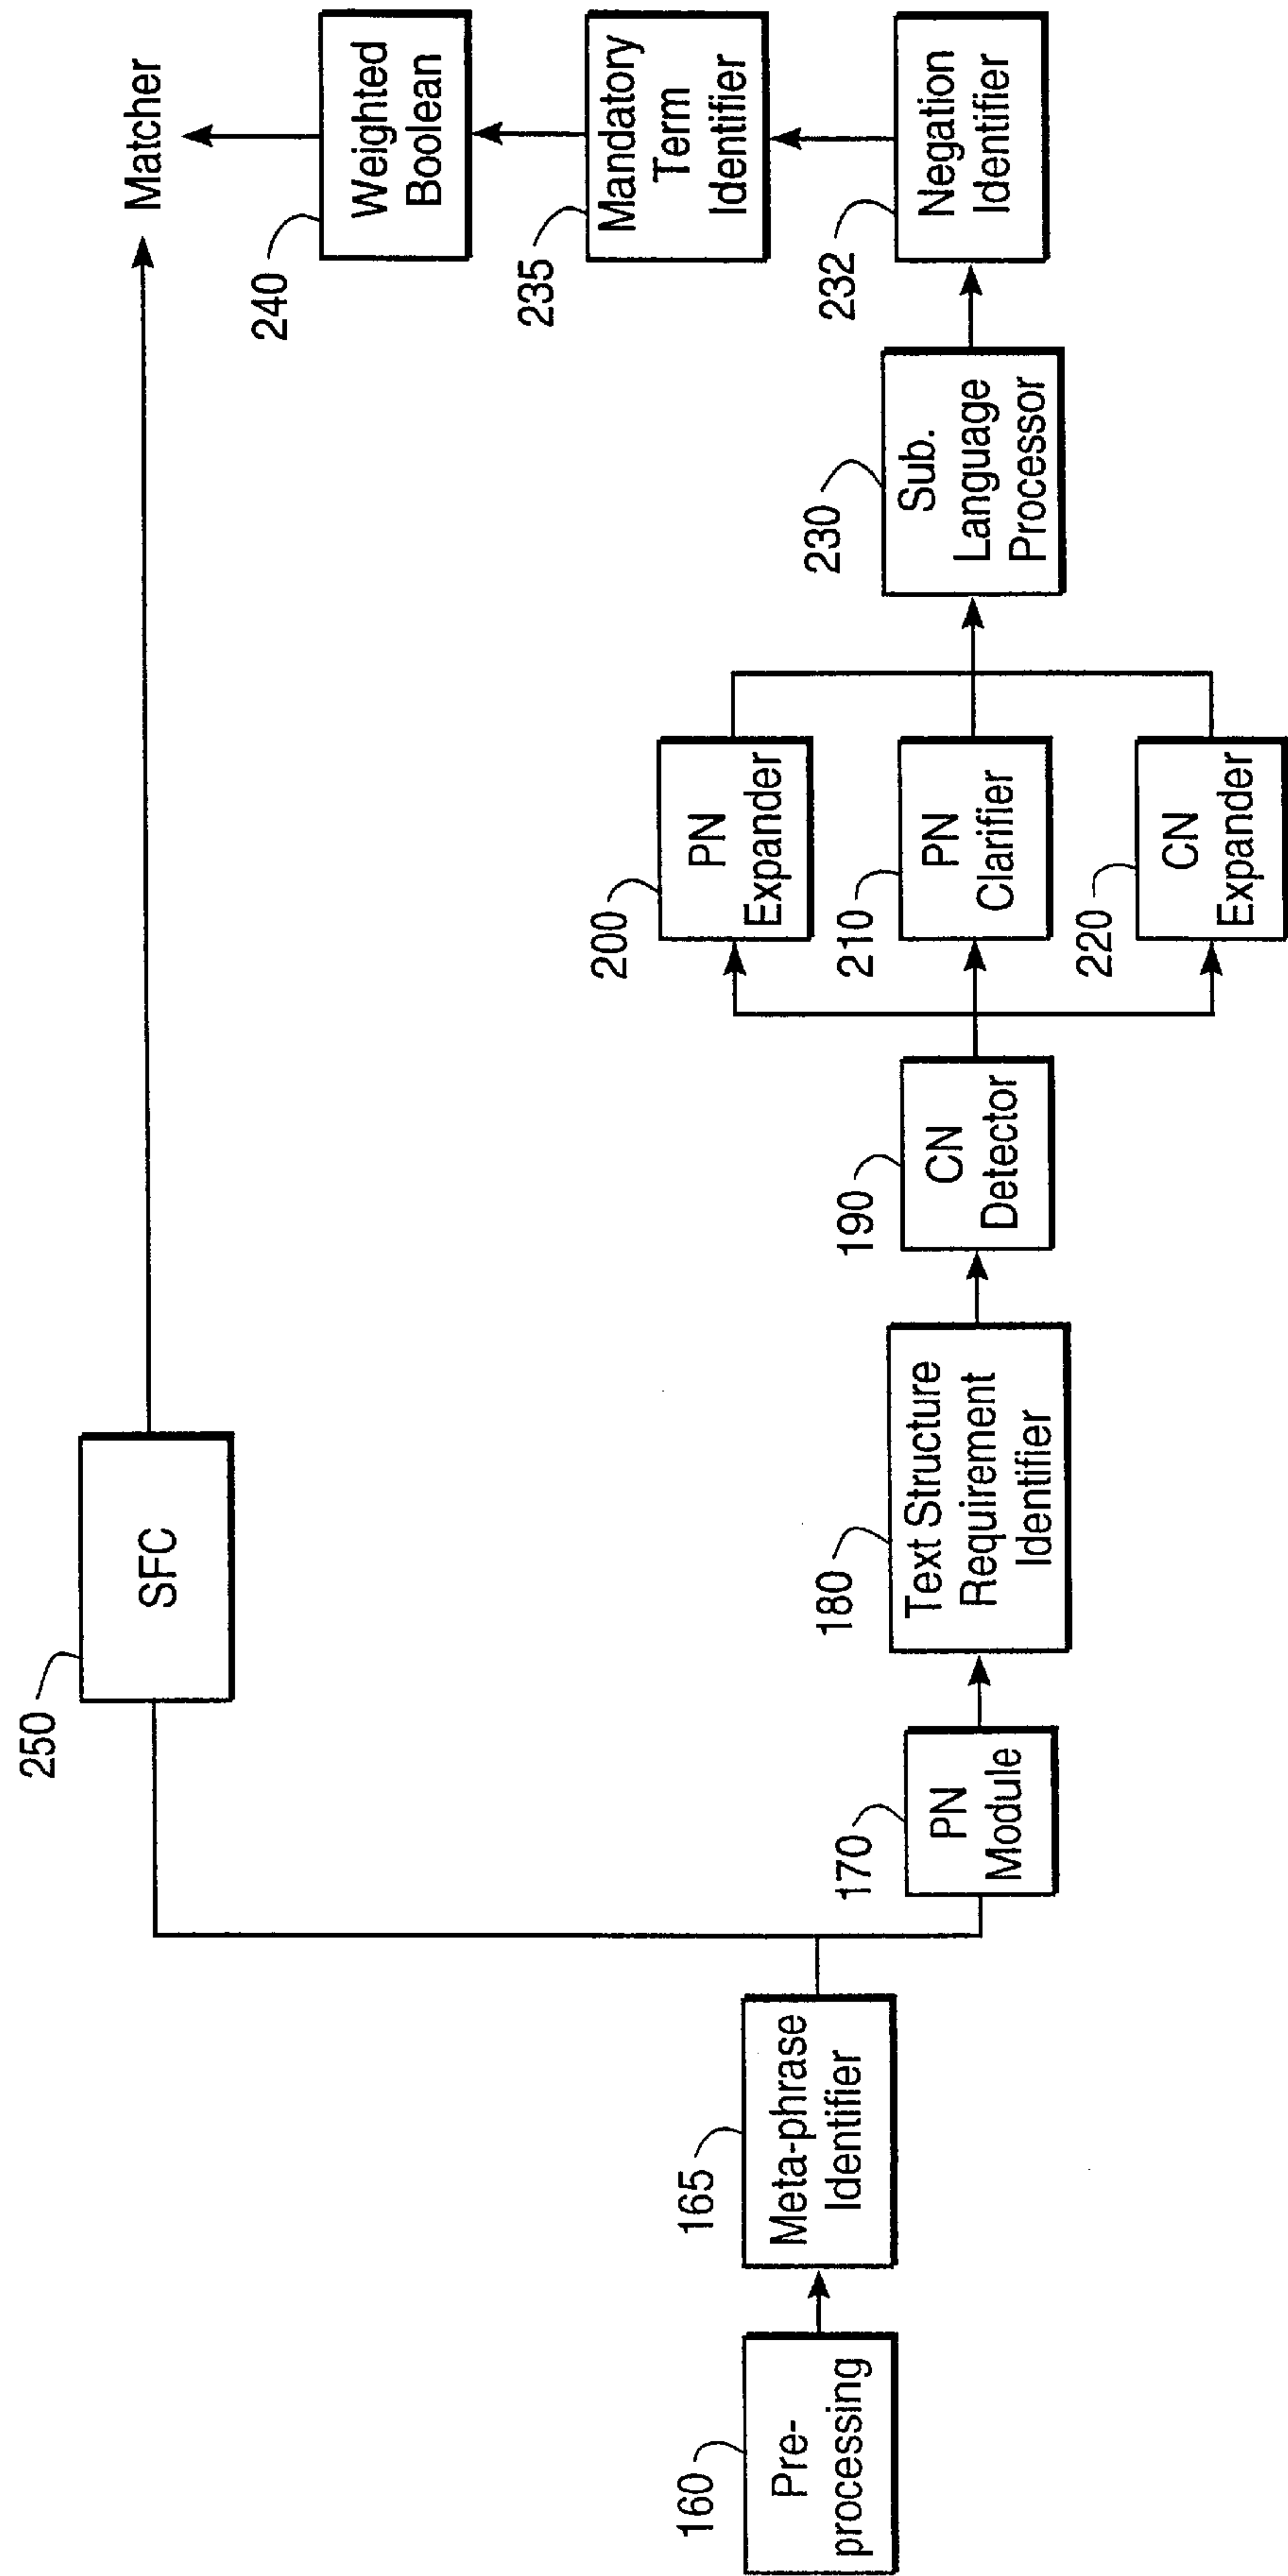 250
SFC
Matcher
240
Weighted
Boolean
235
Mandatory
Term
Identifier
160
Pre-
processing
165
Meta-phrase
Identifier
170
PN
Module
180
Text Structure
Requirement
Identifier
190
CN
Detector
200
PN
Expander
210
PN
Clarifier
220
CN
Expander
230
Sub.
Language
Processor
232
Negation
Identifier